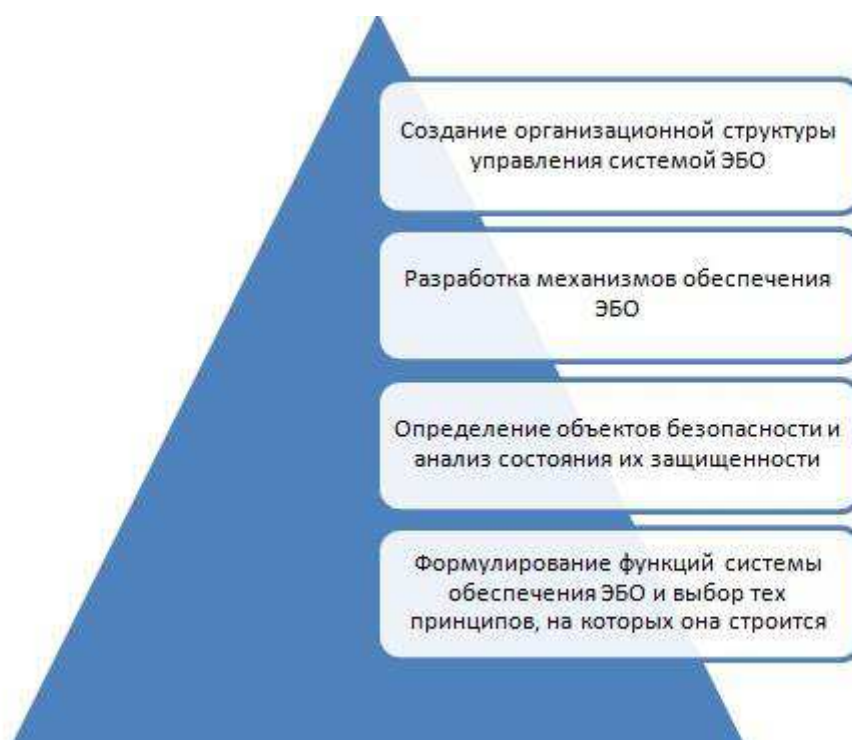 Создание организационной структуры
управления системой ЭБО
Разработка механизмов обеспечения
ЭБО
Определение объектов безопасности и
анализ состояния их защищенности
Формулирование функций системы
обеспечения ЭБО и выбор тех
принципов, на которых она строится